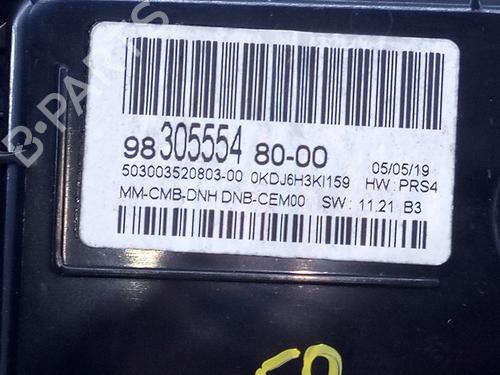 B-PARTS
98 305554 80-00
05/05/19
503003520803-00 0KDJ6H3KI159 HW : PRS4
MM-CMB-DNH DNB-CEM00 SW : 11.21 B3